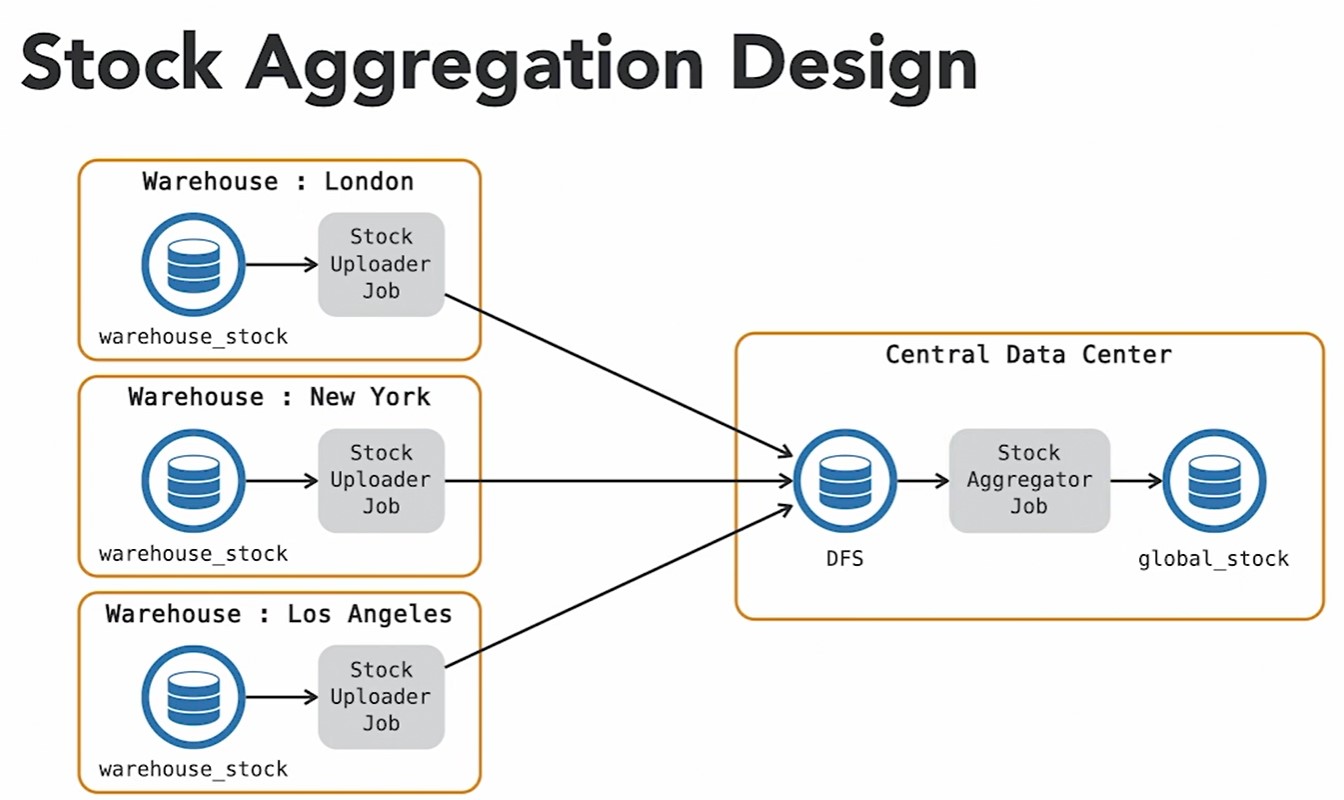 Stock Aggregation Design
Warehouse : London
Stock
Uploader
Job
warehouse_stock
Warehouse : New York
Stock
Uploader
Job
warehouse_stock
Warehouse : Los Angeles
Stock
Uploader
Job
warehouse_stock
Central Data Center
DFS
Stock
Aggregator
Job
global_stock